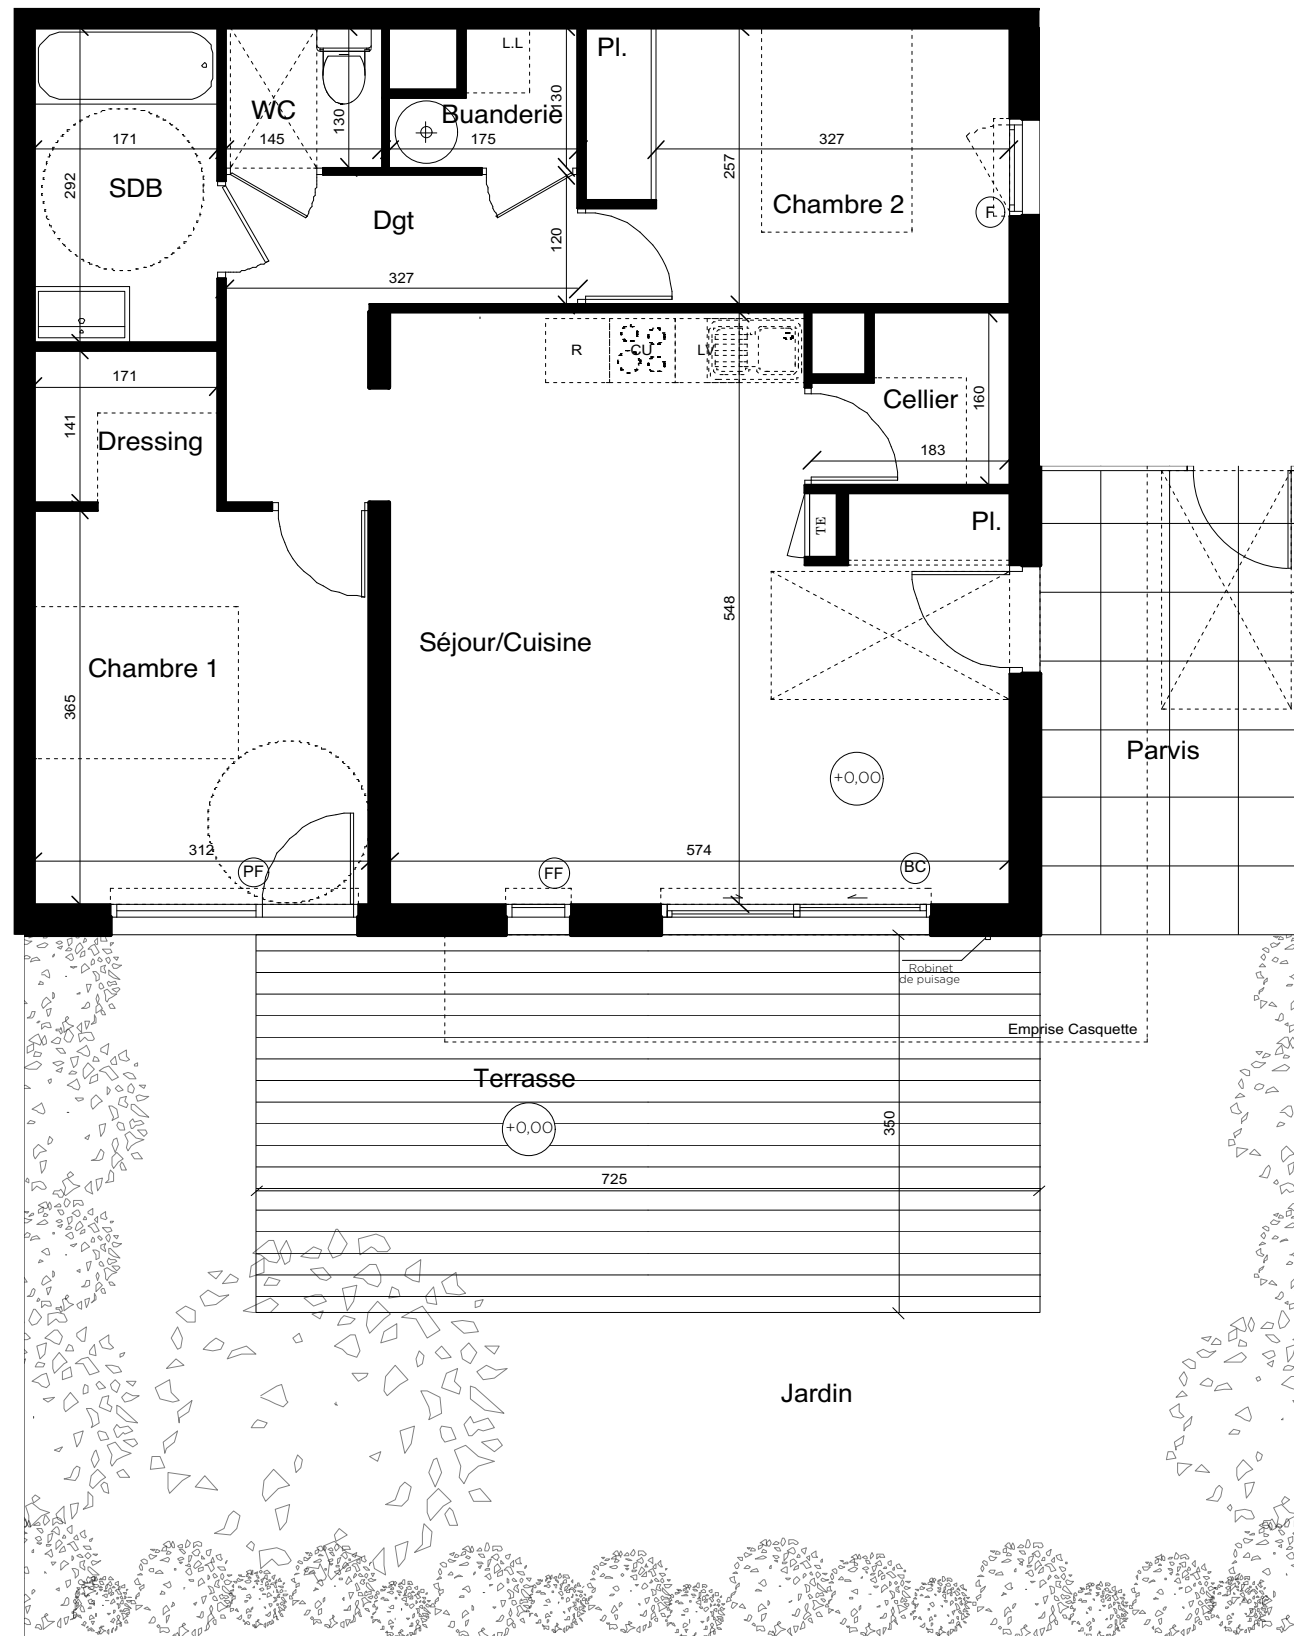 L.L
Pl.
WC
130
Buanderie
130
171
145
175
327
292
SDB
257
Chambre 2
F.
Dgt
120
327
R
CU
LV
171
Cellier
160
141
Dressing
183
TE
Pl.
548
Séjour/Cuisine
Chambre 1
365
Parvis
+0,00
312
574
PF
FF
BC
Robinet
de puisage
Emprise Casquette
Terrasse
+0,00
350
725
Jardin